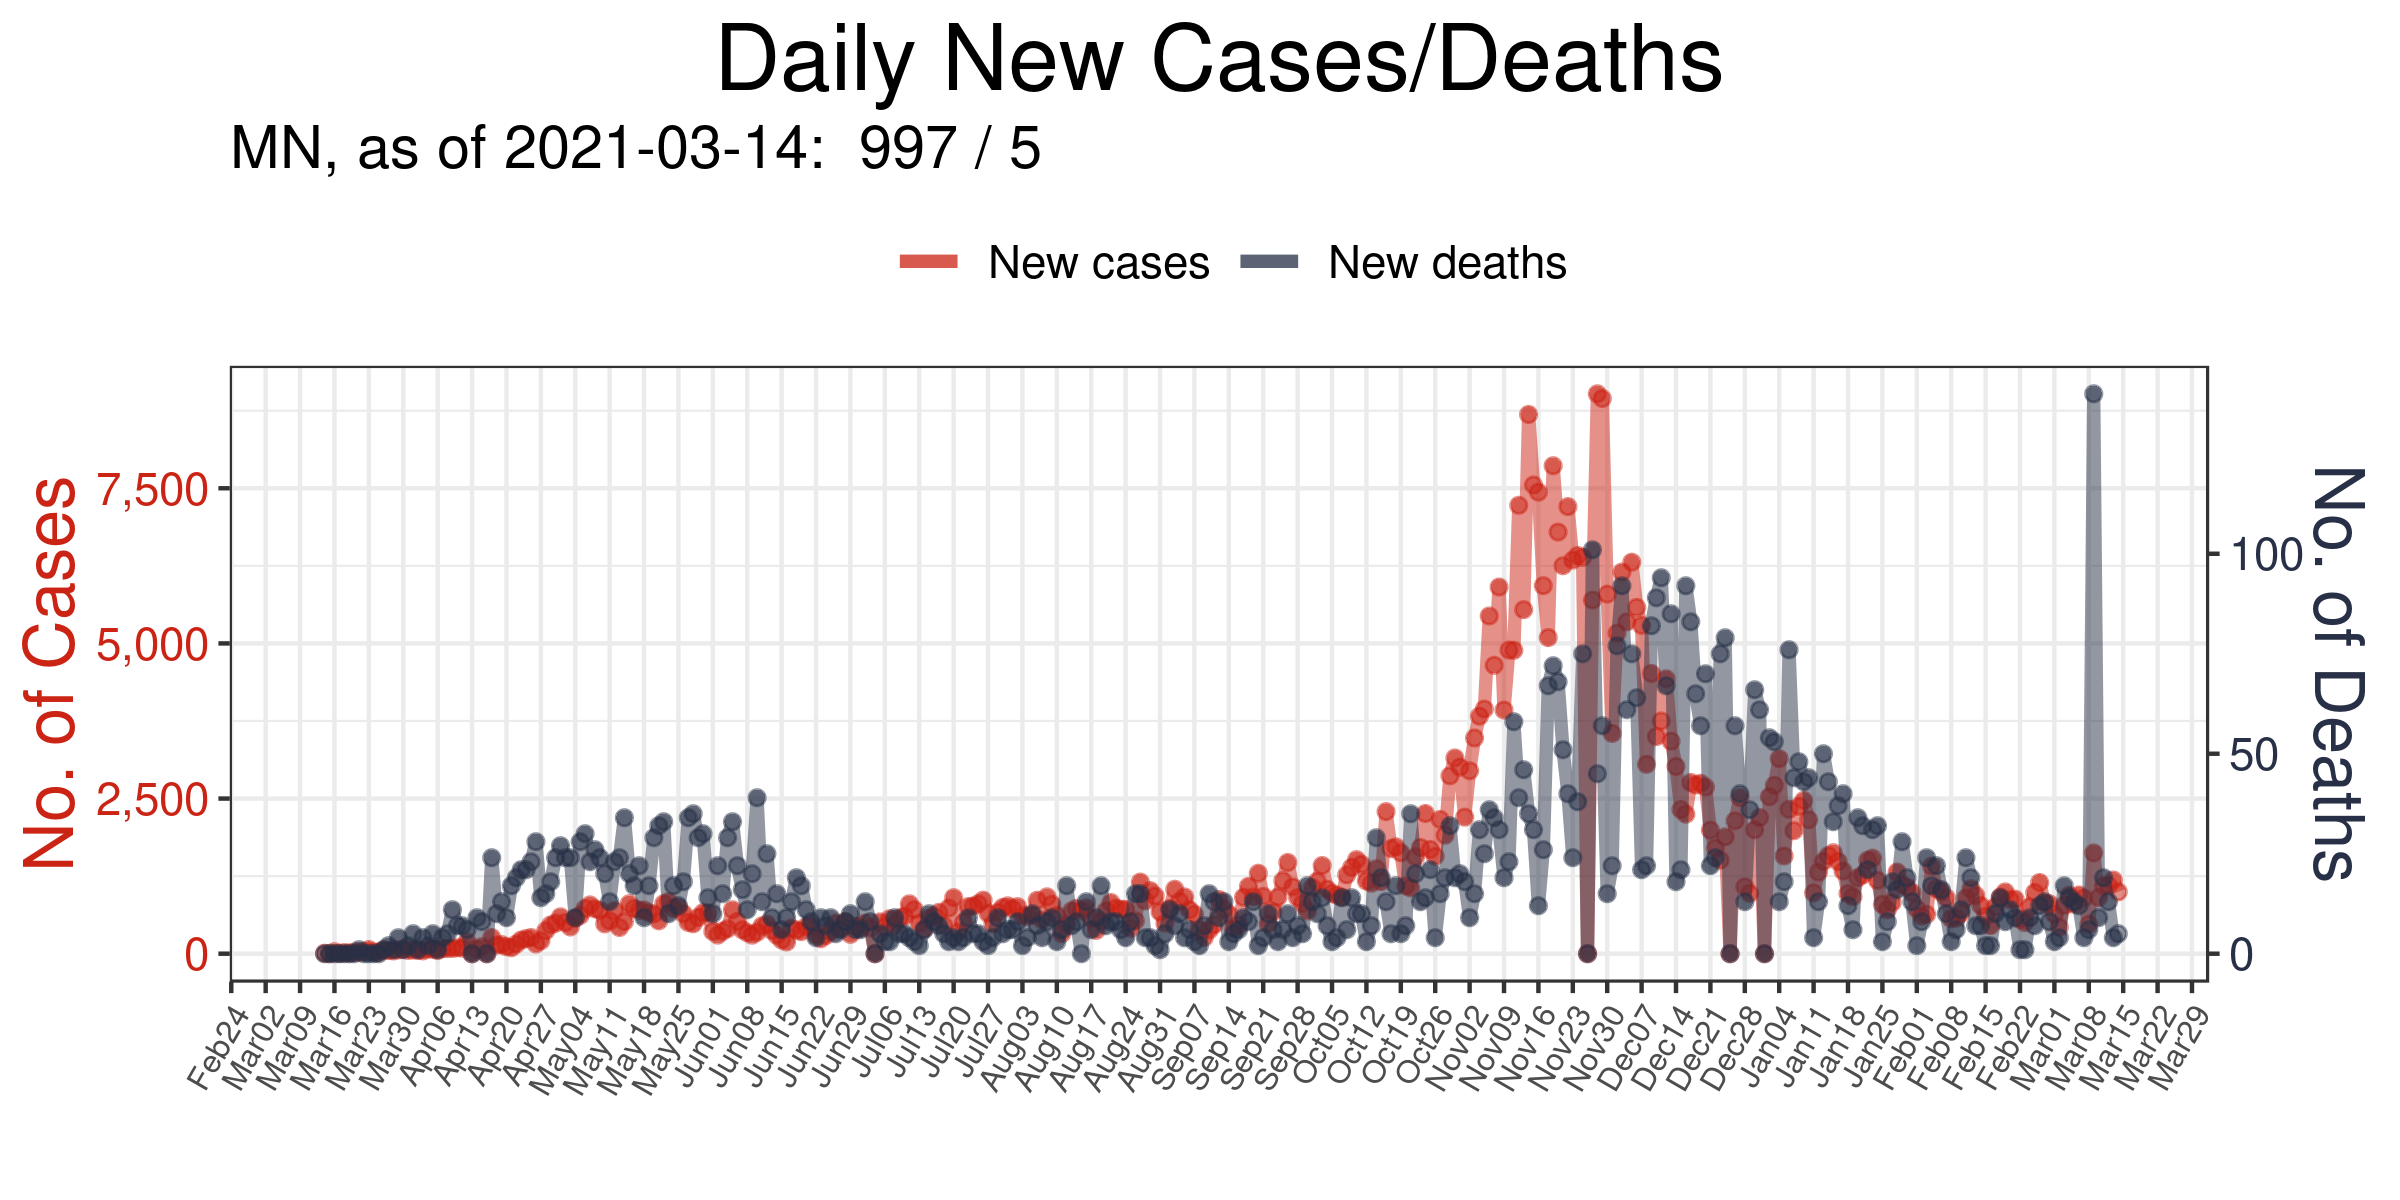 Daily New Cases/Deaths
MN, as of 2021-03-14:  997 / 5
New cases
New deaths
No. of Cases
7,500
5,000
2,500
0
No. of Deaths
100
50
0
Feb24
Mar02
Mar09
Mar16
Mar23
Mar30
Apr06
Apr13
Apr20
Apr27
May04
May11
May18
May25
Jun01
Jun08
Jun15
Jun22
Jun29
Jul06
Jul13
Jul20
Jul27
Aug03
Aug10
Aug17
Aug24
Aug31
Sep07
Sep14
Sep21
Sep28
Oct05
Oct12
Oct19
Oct26
Nov02
Nov09
Nov16
Nov23
Nov30
Dec07
Dec14
Dec21
Dec28
Jan04
Jan11
Jan18
Jan25
Feb01
Feb08
Feb15
Feb22
Mar01
Mar08
Mar15
Mar22
Mar29